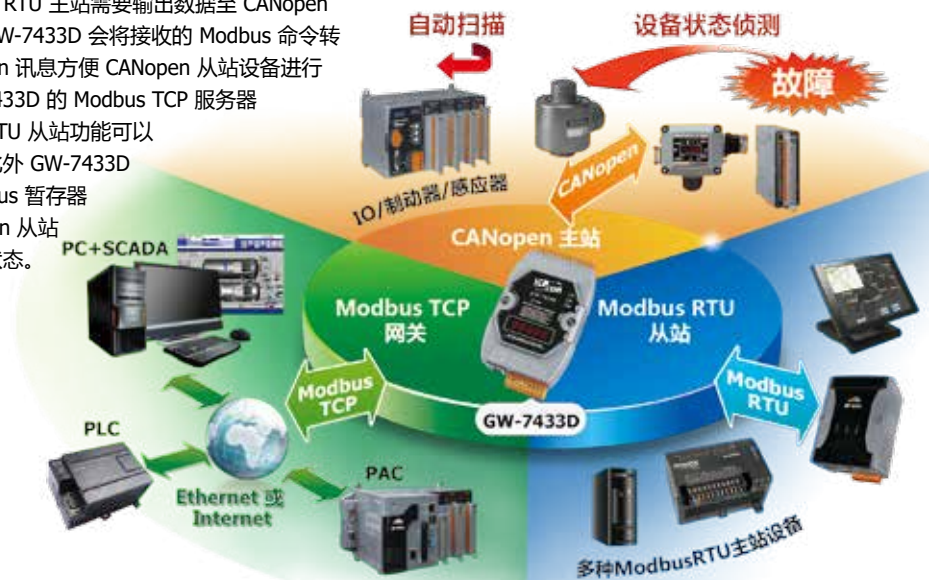 RTU 主站需要输出数据至 CANopen
W-7433D 会将接收的 Modbus 命令转
n 讯息方便 CANopen 从站设备进行
433D 的 Modbus TCP 服务器
TU 从站功能可以
外 GW-7433D
us 暂存器
n 从站
态。
自动扫描
设备状态侦测
故障
IO/制动器/感应器
CANopen
CANopen 主站
PC+SCADA
Modbus TCP
网关
Modbus RTU
从站
Modbus
TCP
Modbus
RTU
GW-7433D
PLC
PAC
Ethernet 或
Internet
多种ModbusRTU主站设备